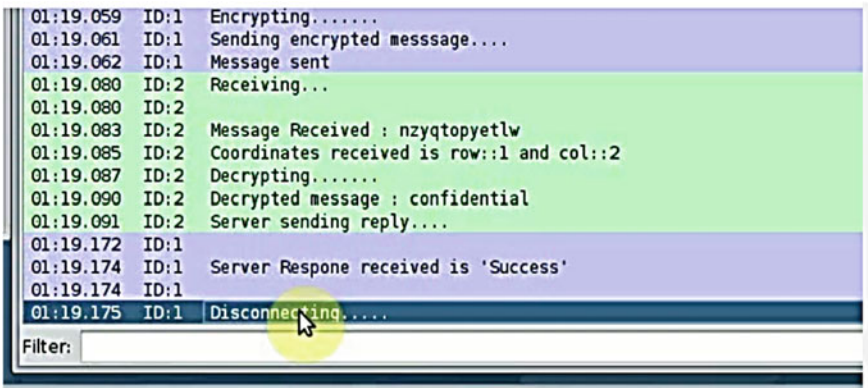 01:19.059 ID:1 Encrypting.......
01:19.061 ID:1 Sending encrypted messsage....
01:19.062 ID:1 Message sent
01:19.080 ID:2 Receiving...
01:19.080 ID:2
01:19.083 ID:2 Message Received : nzyqtopyetlw
01:19.085 ID:2 Coordinates received is row::1 and col::2
01:19.087 ID:2 Decrypting.......
01:19.090 ID:2 Decrypted message : confidential
01:19.091 ID:2 Server sending reply....
01:19.172 ID:1
01:19.174 ID:1 Server Respone received is 'Success'
01:19.174 ID:1
01:19.175 ID:1 Disconnecting.....
Filter: